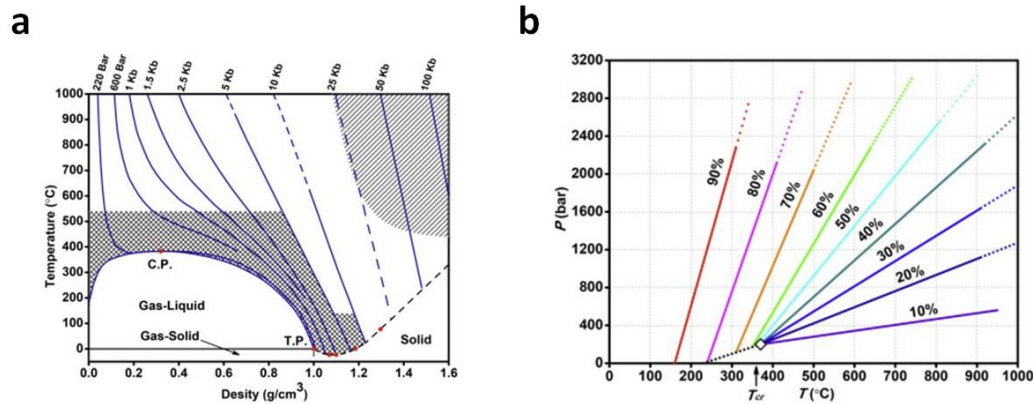 a
220 Bar
600 Bar
1 Kb
1.5 Kb
2.5 Kb
5 Kb
10 Kb
25 Kb
50 Kb
100 Kb
1000
900
800
700
600
500
400
300
200
100
0
Temperature (°C)
C.P.
Gas-Liquid
Gas-Solid
T.P.
Solid
0.0 0.2 0.4 0.6 0.8 1.0 1.2 1.4 1.6
Desity g/cm3
b
3200
2800
2400
2000
1600
1200
800
400
0
P (bar)
90%
80%
70%
60%
50%
40%
30%
20%
10%
0 100 200 300 400 500 600 700 800 900 1000
Tcr
T (°C)